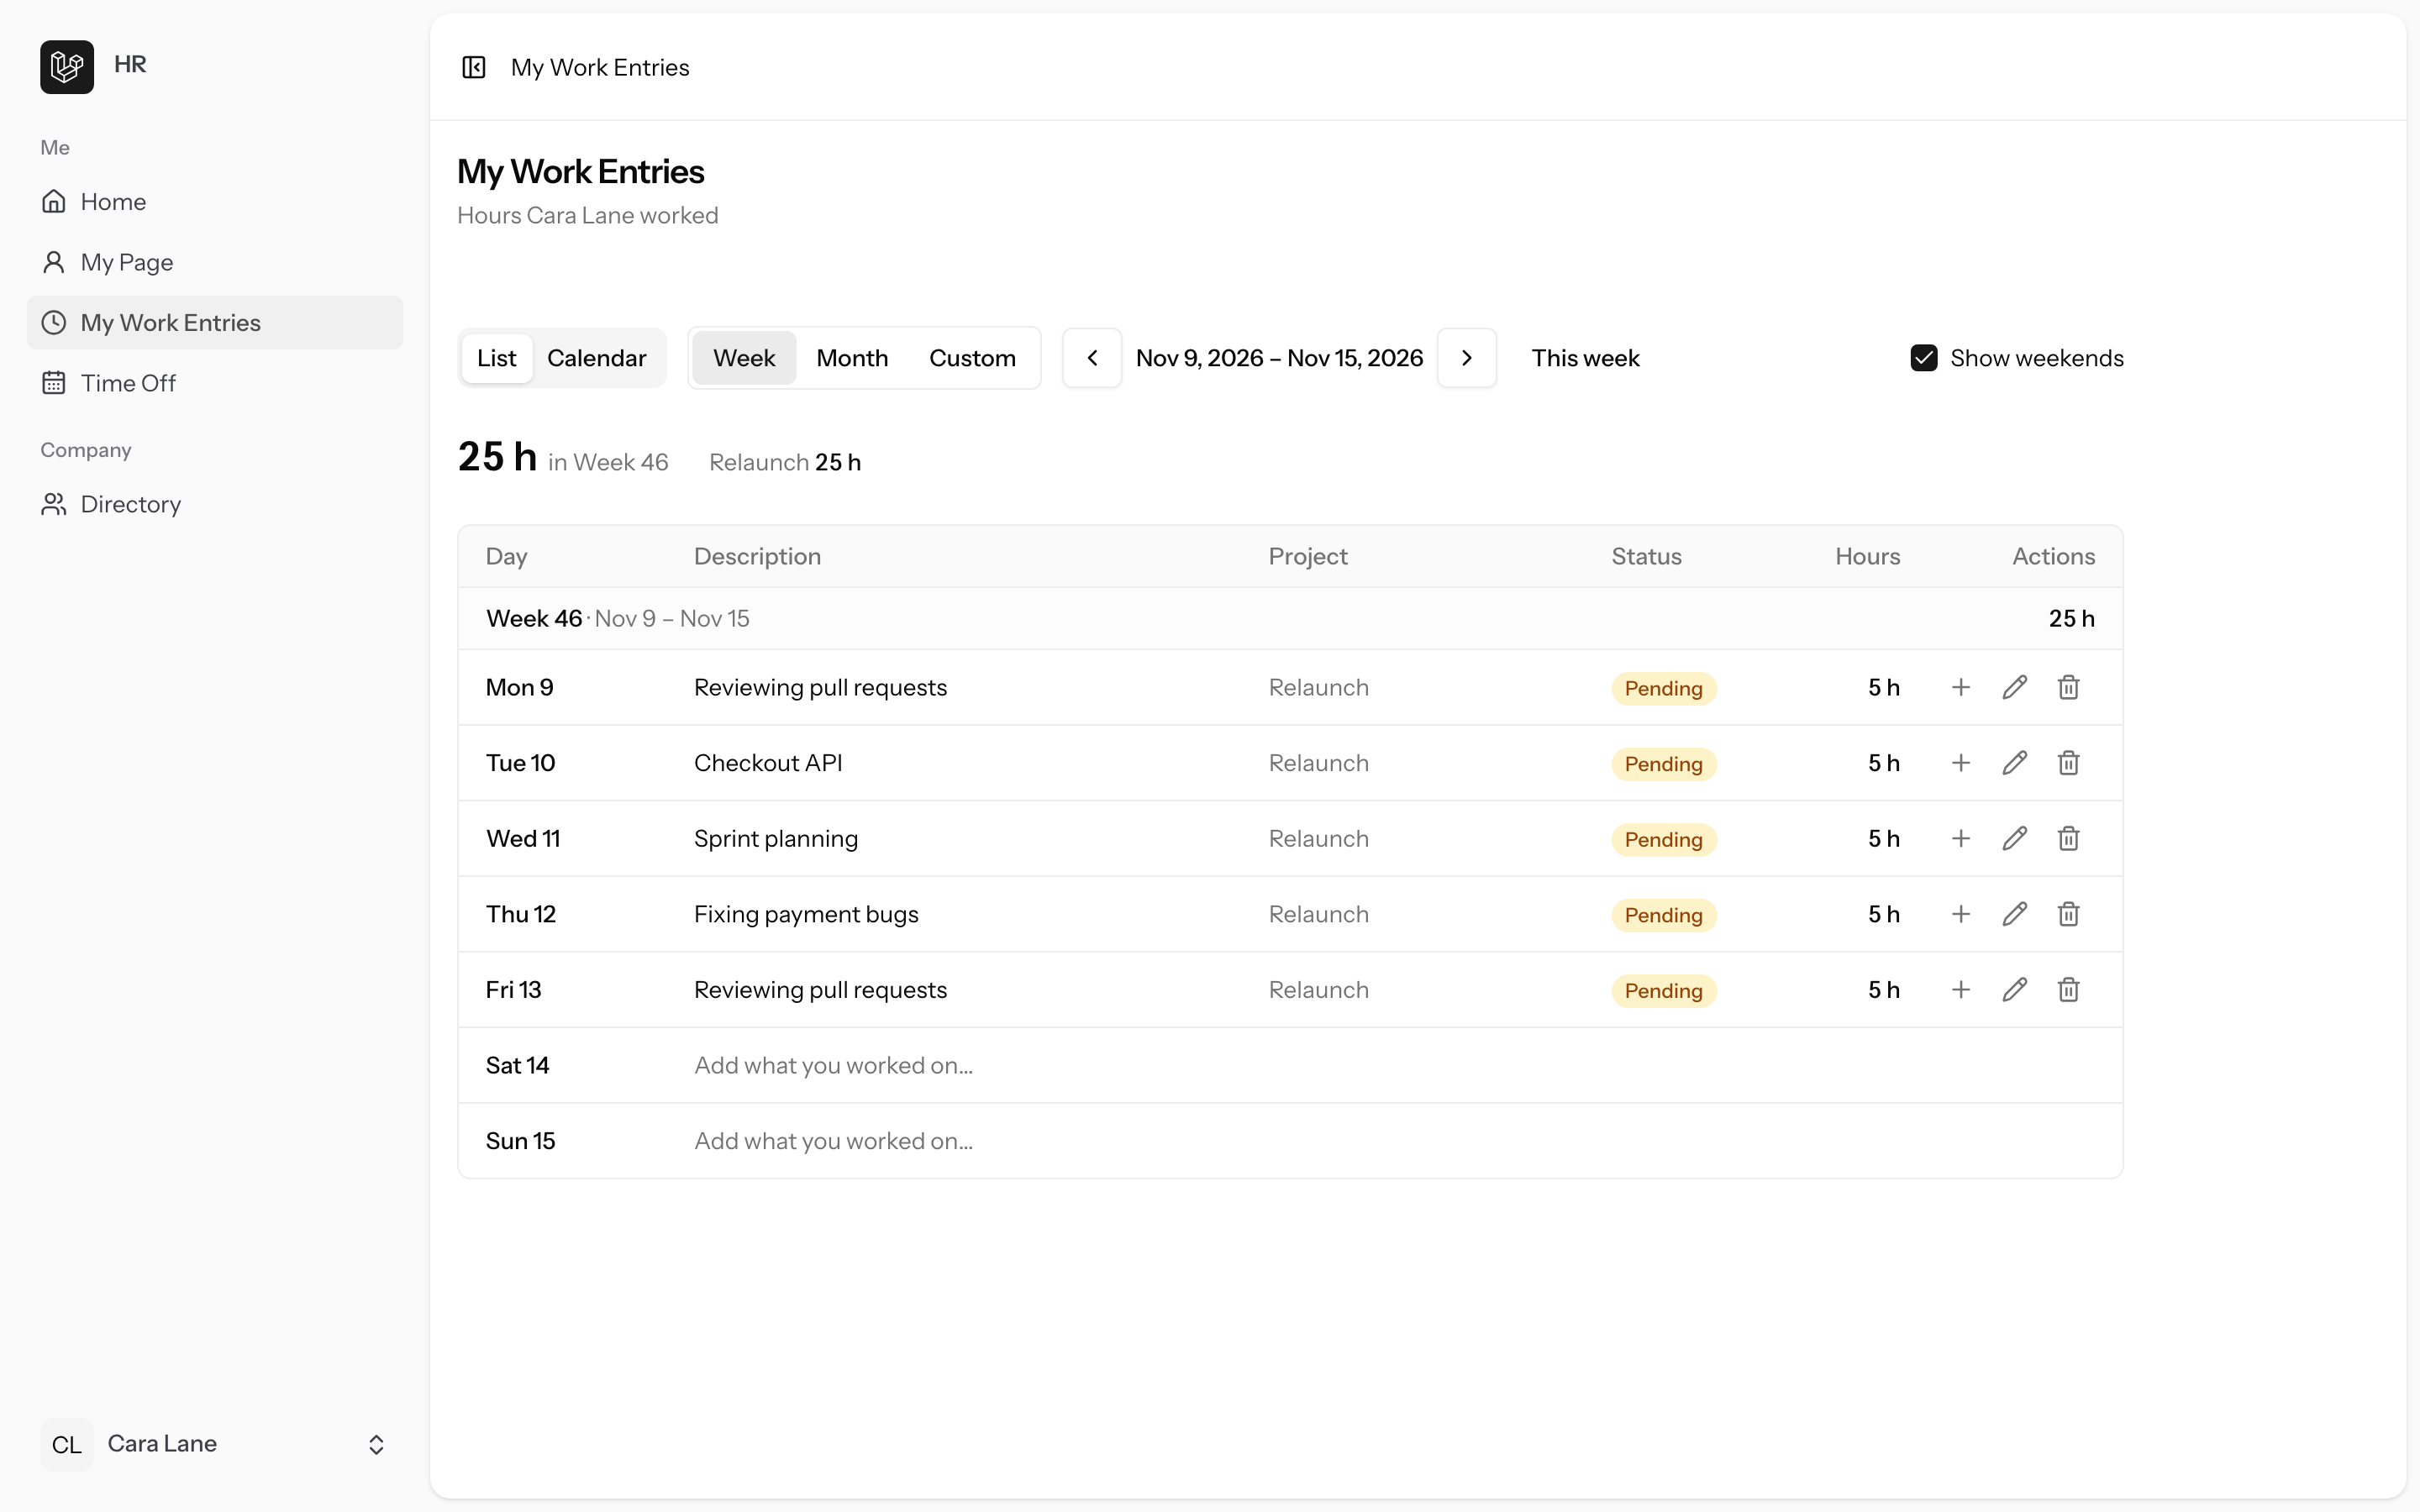 HR
Me
Home
My Page
My Work Entries
Time Off
Company
Directory
CL Cara Lane
My Work Entries
My Work Entries
Hours Cara Lane worked
List Calendar Week Month Custom Nov 9, 2026 – Nov 15, 2026 This week Show weekends
25 h in Week 46 Relaunch 25 h
Day Description Project Status Hours Actions
Week 46 · Nov 9 – Nov 15 25 h
Mon 9 Reviewing pull requests Relaunch Pending 5 h
Tue 10 Checkout API Relaunch Pending 5 h
Wed 11 Sprint planning Relaunch Pending 5 h
Thu 12 Fixing payment bugs Relaunch Pending 5 h
Fri 13 Reviewing pull requests Relaunch Pending 5 h
Sat 14 Add what you worked on...
Sun 15 Add what you worked on...